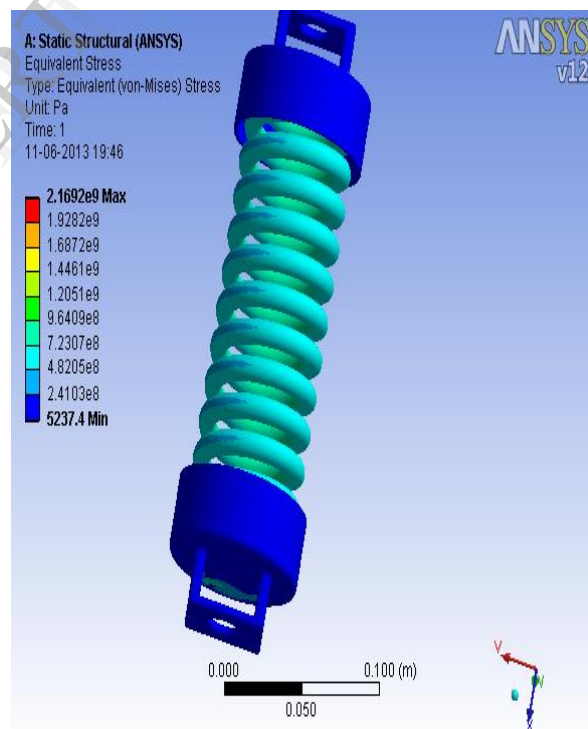 A: Static Structural (ANSYS)
Equivalent Stress
Type: Equivalent (von-Mises) Stress
Unit: Pa
Time: 1
11-06-2013 19:46
2.1692e9 Max
1.9282e9
1.6872e9
1.4461e9
1.2051e9
9.6409e8
7.2307e8
4.8205e8
2.4103e8
5237.4 Min
ANSYS
v12
0.000
0.100 (m)
0.050